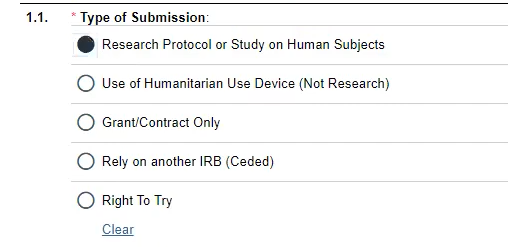 1.1. * Type of Submission:
Research Protocol or Study on Human Subjects
Use of Humanitarian Use Device (Not Research)
Grant/Contract Only
Rely on another IRB (Ceded)
Right To Try
Clear